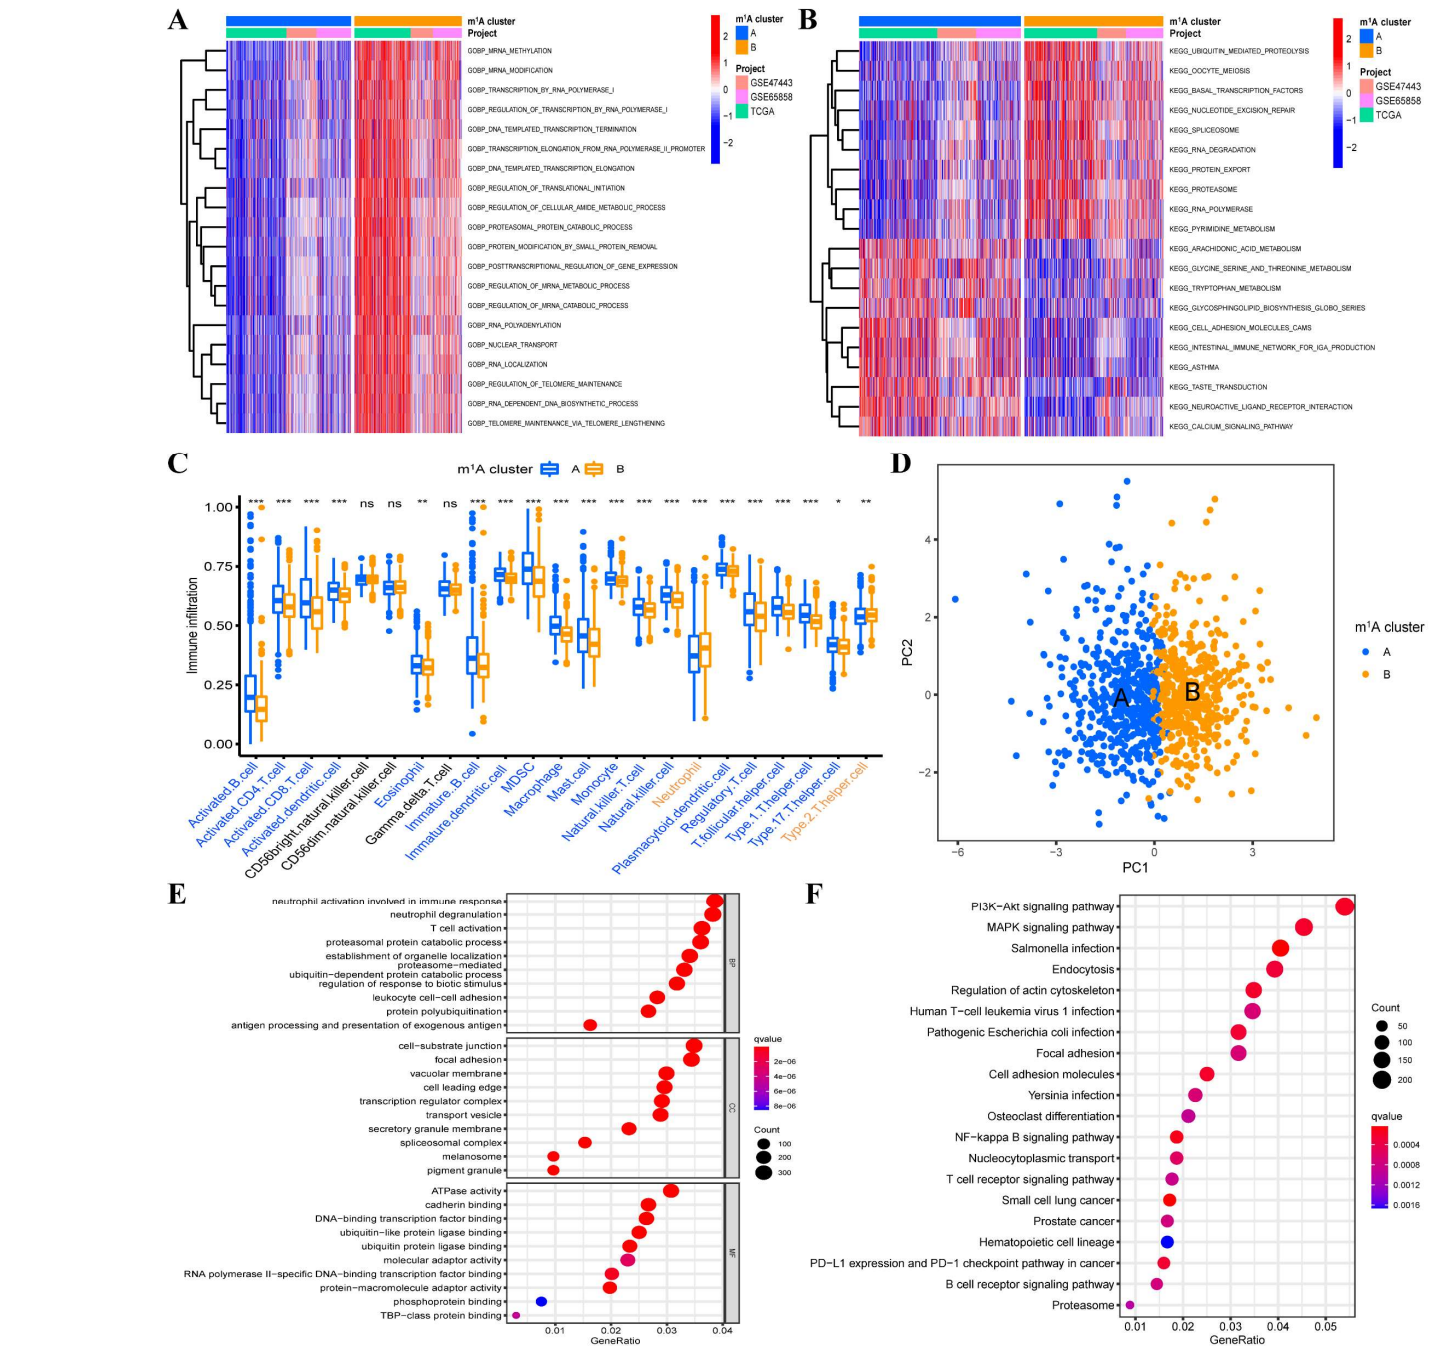 A
m¹A cluster
Project
GOBP_MRNA_METHYLATION
GOBP_MRNA_MODIFICATION
GOBP_TRANSCRIPTION_BY_RNA_POLYMERASE_I
GOBP_REGULATION_OF_TRANSCRIPTION_BY_RNA_POLYMERASE_I
GOBP_DNA_TEMPLATED_TRANSCRIPTION_TERMINATION
GOBP_TRANSCRIPTION_ELONGATION_FROM_RNA_POLYMERASE_II_PROMOTER
GOBP_DNA_TEMPLATED_TRANSCRIPTION_ELONGATION
GOBP_REGULATION_OF_TRANSLATIONAL_INITIATION
GOBP_REGULATION_OF_CELLULAR_AMIDE_METABOLIC_PROCESS
GOBP_PROTEASOMAL_PROTEIN_CATABOLIC_PROCESS
GOBP_PROTEIN_MODIFICATION_BY_SMALL_PROTEIN_REMOVAL
GOBP_POSTTRANSCRIPTIONAL_REGULATION_OF_GENE_EXPRESSION
GOBP_REGULATION_OF_MRNA_METABOLIC_PROCESS
GOBP_REGULATION_OF_MRNA_CATABOLIC_PROCESS
GOBP_RNA_POLYADENYLATION
GOBP_NUCLEAR_TRANSPORT
GOBP_RNA_LOCALIZATION
GOBP_REGULATION_OF_TELOMERE_MAINTENANCE
GOBP_RNA_DEPENDENT_DNA_BIOSYNTHETIC_PROCESS
GOBP_TELOMERE_MAINTENANCE_VIA_TELOMERE_LENGTHENING
2
1
0
−1
−2
m¹A cluster
A
B
Project
GSE47443
GSE65858
TCGA
B
m¹A cluster
Project
KEGG_UBIQUITIN_MEDIATED_PROTEOLYSIS
KEGG_OOCYTE_MEIOSIS
KEGG_BASAL_TRANSCRIPTION_FACTORS
KEGG_NUCLEOTIDE_EXCISION_REPAIR
KEGG_SPLICEOSOME
KEGG_RNA_DEGRADATION
KEGG_PROTEIN_EXPORT
KEGG_PROTEASOME
KEGG_RNA_POLYMERASE
KEGG_PYRIMIDINE_METABOLISM
KEGG_ARACHIDONIC_ACID_METABOLISM
KEGG_GLYCINE_SERINE_AND_THREONINE_METABOLISM
KEGG_TRYPTOPHAN_METABOLISM
KEGG_GLYCOSPHINGOLIPID_BIOSYNTHESIS_GLOBO_SERIES
KEGG_CELL_ADHESION_MOLECULES_CAMS
KEGG_INTESTINAL_IMMUNE_NETWORK_FOR_IGA_PRODUCTION
KEGG_ASTHMA
KEGG_TASTE_TRANSDUCTION
KEGG_NEUROACTIVE_LIGAND_RECEPTOR_INTERACTION
KEGG_CALCIUM_SIGNALING_PATHWAY
2
1
0
−1
−2
m¹A cluster
A
B
Project
GSE47443
GSE65858
TCGA
C
m¹A cluster A B
*** *** *** *** ns ns ** ns *** *** *** *** *** *** *** *** *** *** *** *** *** * **
1.00
0.75
0.50
0.25
0.00
Immune infiltration
Activated.B.cell
Activated.CD4.T.cell
Activated.CD8.T.cell
Activated.dendritic.cell
CD56bright.natural.killer.cell
CD56dim.natural.killer.cell
Eosinophil
Gamma.delta.T.cell
Immature..B.cell
Immature.dendritic.cell
MDSC
Macrophage
Mast.cell
Monocyte
Natural.killer.T.cell
Natural.killer.cell
Neutrophil
Plasmacytoid.dendritic.cell
Regulatory.T.cell
T.follicular.helper.cell
Type.1.T.helper.cell
Type.17.T.helper.cell
Type.2.T.helper.cell
D
4
2
0
−2
PC2
A
B
−6
−3
0
3
PC1
m¹A cluster
A
B
E
neutrophil activation involved in immune response
neutrophil degranulation
T cell activation
proteasomal protein catabolic process
establishment of organelle localization
proteasome−mediated
ubiquitin−dependent protein catabolic process
regulation of response to biotic stimulus
leukocyte cell−cell adhesion
protein polyubiquitination
antigen processing and presentation of exogenous antigen
BP
cell−substrate junction
focal adhesion
vacuolar membrane
cell leading edge
transcription regulator complex
transport vesicle
secretory granule membrane
spliceosomal complex
melanosome
pigment granule
CC
ATPase activity
cadherin binding
DNA−binding transcription factor binding
ubiquitin−like protein ligase binding
ubiquitin protein ligase binding
molecular adaptor activity
RNA polymerase II−specific DNA−binding transcription factor binding
protein−macromolecule adaptor activity
phosphoprotein binding
TBP−class protein binding
MF
0.01
0.02
0.03
0.04
GeneRatio
qvalue
2e−06
4e−06
6e−06
8e−06
Count
100
200
300
F
PI3K−Akt signaling pathway
MAPK signaling pathway
Salmonella infection
Endocytosis
Regulation of actin cytoskeleton
Human T−cell leukemia virus 1 infection
Pathogenic Escherichia coli infection
Focal adhesion
Cell adhesion molecules
Yersinia infection
Osteoclast differentiation
NF−kappa B signaling pathway
Nucleocytoplasmic transport
T cell receptor signaling pathway
Small cell lung cancer
Prostate cancer
Hematopoietic cell lineage
PD−L1 expression and PD−1 checkpoint pathway in cancer
B cell receptor signaling pathway
Proteasome
0.01
0.02
0.03
0.04
0.05
GeneRatio
Count
50
100
150
200
qvalue
0.0004
0.0008
0.0012
0.0016